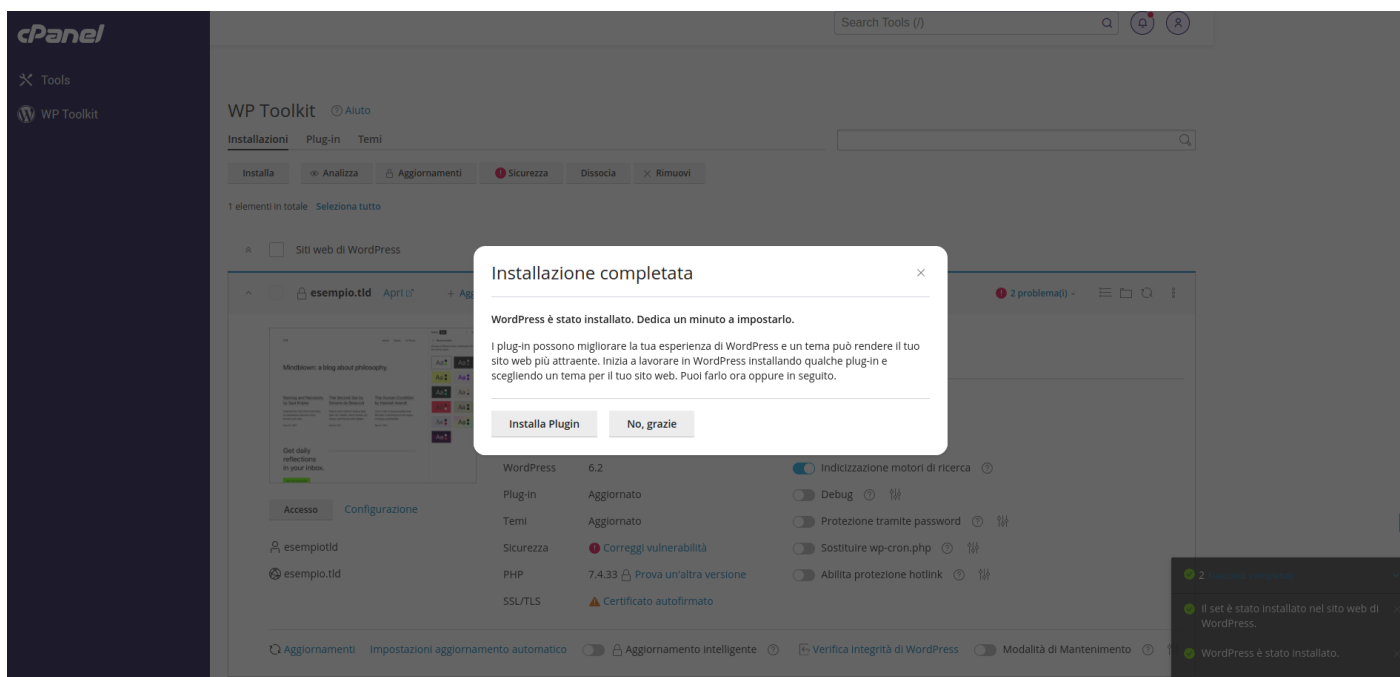 cPanel
Search Tools (/)
Tools
WP Toolkit
WP Toolkit Aiuto
Installazioni Plug-in Temi
Installa Analizza Aggiornamenti Sicurezza Dissocia Rimuovi
1 elementi in totale Seleziona tutto
Siti web di WordPress
esempio.tld Apri + 2 problema(i)
Installazione completata
WordPress è stato installato. Dedica un minuto a impostarlo.
I plug-in possono migliorare la tua esperienza di WordPress e un tema può rendere il tuo
sito web più attraente. Inizia a lavorare in WordPress installando qualche plug-in e
scegliendo un tema per il tuo sito web. Puoi farlo ora oppure in seguito.
Installa Plugin No, grazie
Mindblown: a blog about philosophy.
Get daily
reflections
in your inbox.
WordPress 6.2 Indicizzazione motori di ricerca
Plug-in Aggiornato Debug
Accesso Configurazione
Temi Aggiornato Protezione tramite password
esempiotld
Sicurezza Correggi vulnerabilità Sostituire wp-cron.php
esempio.tld
PHP 7.4.33 Prova un'altra versione Abilita protezione hotlink
SSL/TLS Certificato autofirmato
Aggiornamenti Impostazioni aggiornamento automatico Aggiornamento intelligente Verifica integrità di WordPress Modalità di Mantenimento
2
Il set è stato installato nel sito web di
WordPress.
WordPress è stato installato.